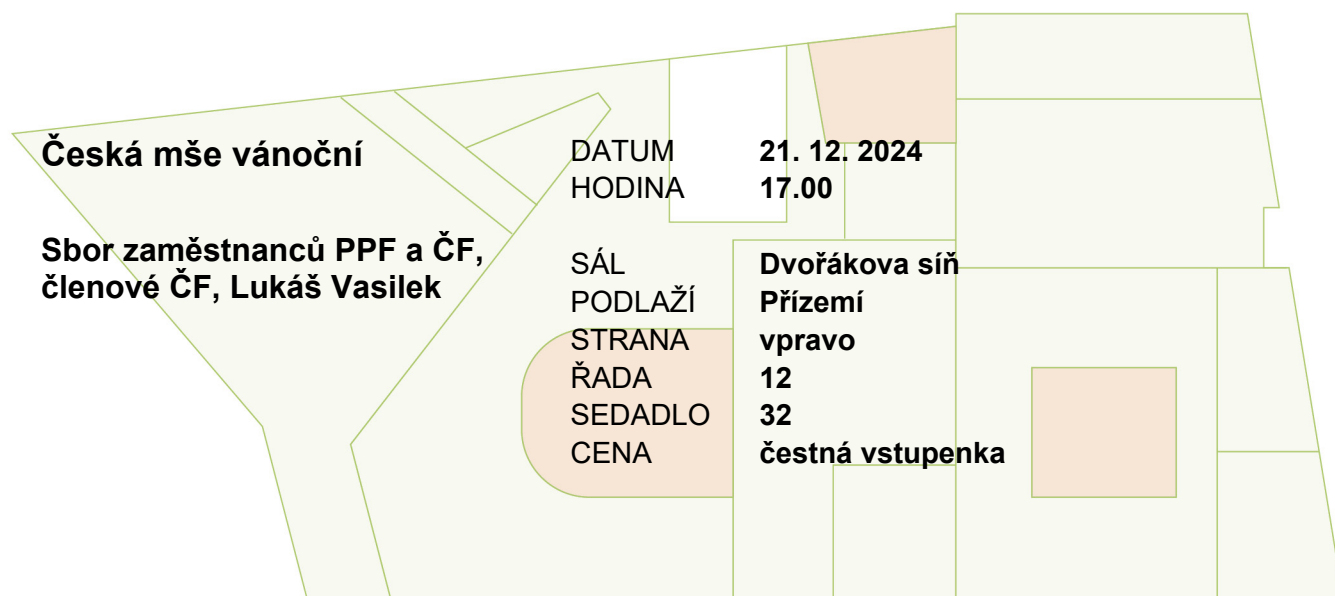 Česká mše vánoční
Sbor zaměstnanců PPF a ČF,
členové ČF, Lukáš Vasilek
DATUM 21. 12. 2024
HODINA 17.00
SÁL Dvořákova síň
PODLAŽÍ Přízemí
STRANA vpravo
ŘADA 12
SEDADLO 32
CENA čestná vstupenka